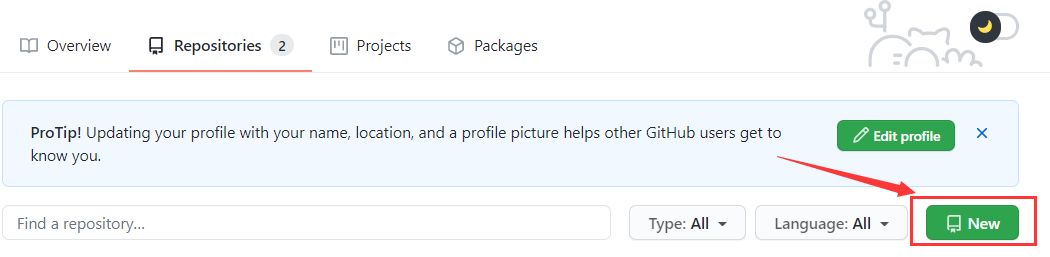 Overview Repositories 2 Projects Packages
ProTip! Updating your profile with your name, location, and a profile picture helps other GitHub users get to
know you.
Edit profile
Find a repository...
Type: All
Language: All
New